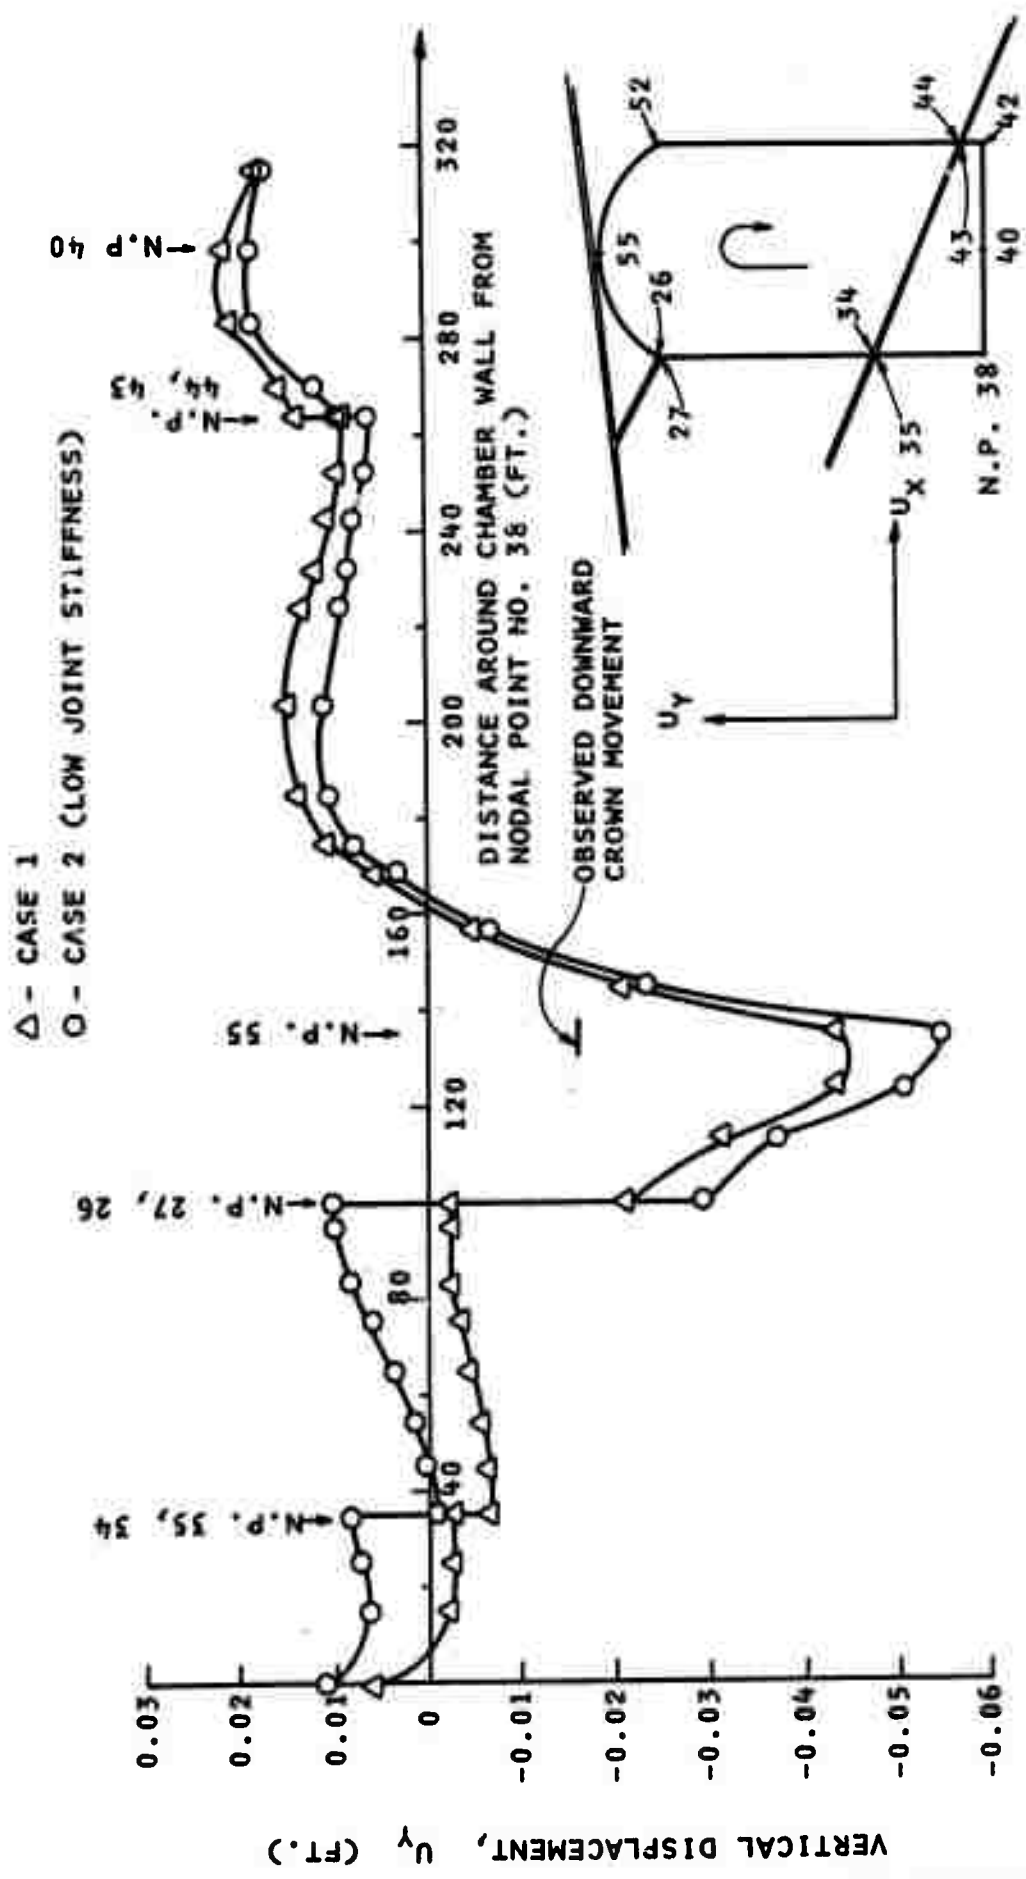 △ - CASE 1
O - CASE 2 (LOW JOINT STIFFNESS)
VERTICAL DISPLACEMENT, UY (FT.)
0.03
0.02
0.01
0
-0.01
-0.02
-0.03
-0.04
-0.05
-0.06
40
80
120
160
200
240
280
320
N.P. 35, 34
N.P. 27, 26
N.P. 55
N.P. 44, 43
N.P 40
DISTANCE AROUND CHAMBER WALL FROM
NODAL POINT NO. 38 (FT.)
OBSERVED DOWNWARD
CROWN MOVEMENT
UY
UX
27
26
55
52
35
34
44
43
N.P. 38
40
42